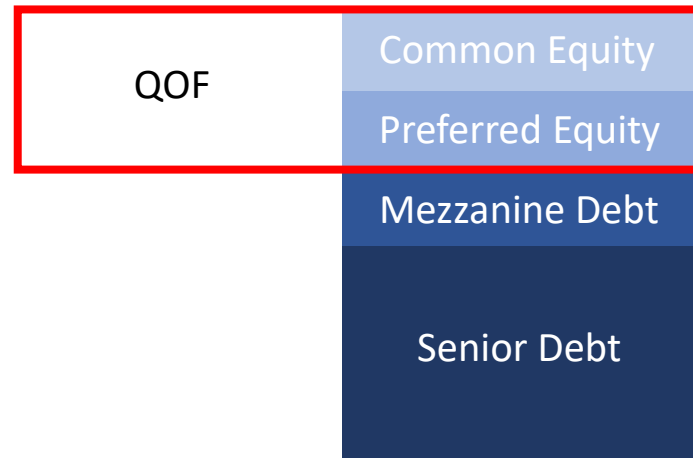 QOF
Common Equity
Preferred Equity
Mezzanine Debt
Senior Debt